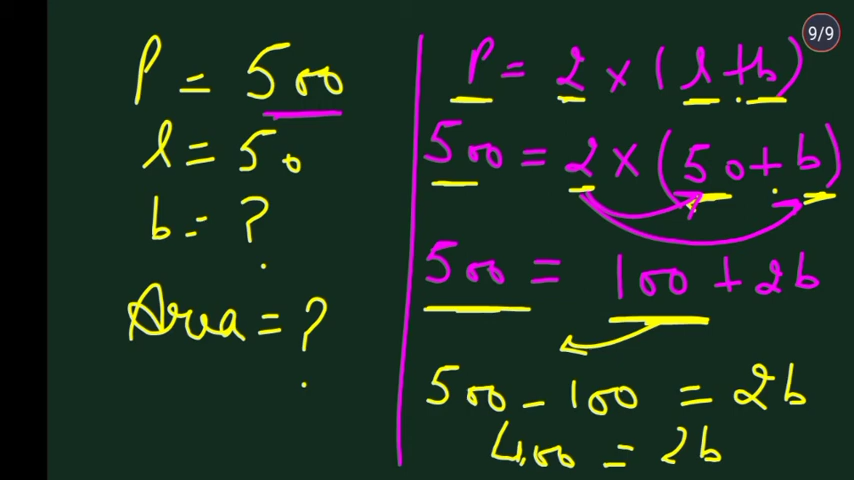 P = 500
l = 50
b = ?
Area = ?
9/9
P = 2 × (l + b)
500 = 2 × (50 + b)
500 = 100 + 2b
500 - 100 = 2b
400 = 2b